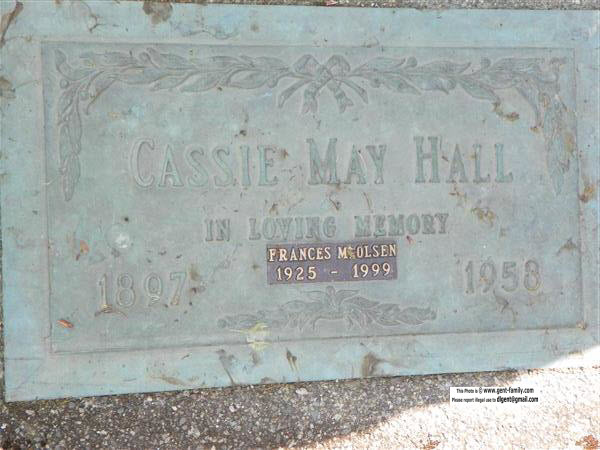 CASSIE MAY HALL
IN LOVING MEMORY
FRANCES M. OLSEN
1925 - 1999
1897 1958
This Photo is © www.gent-family.com
Please report illegal use to dlgent@gmail.com